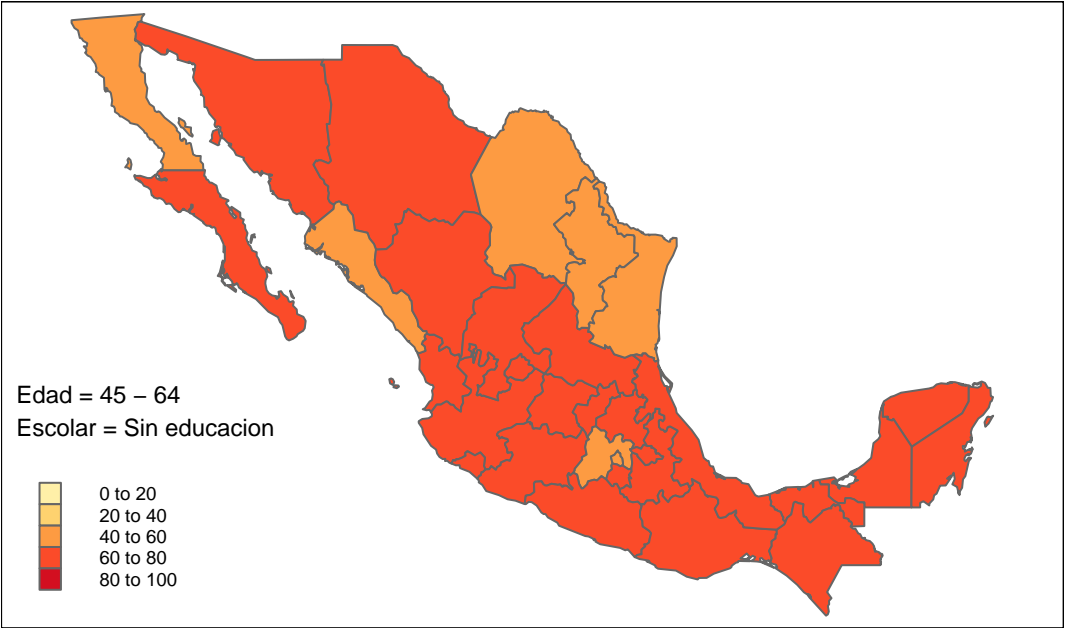 Edad = 45 – 64
Escolar = Sin educacion
0 to 20
20 to 40
40 to 60
60 to 80
80 to 100